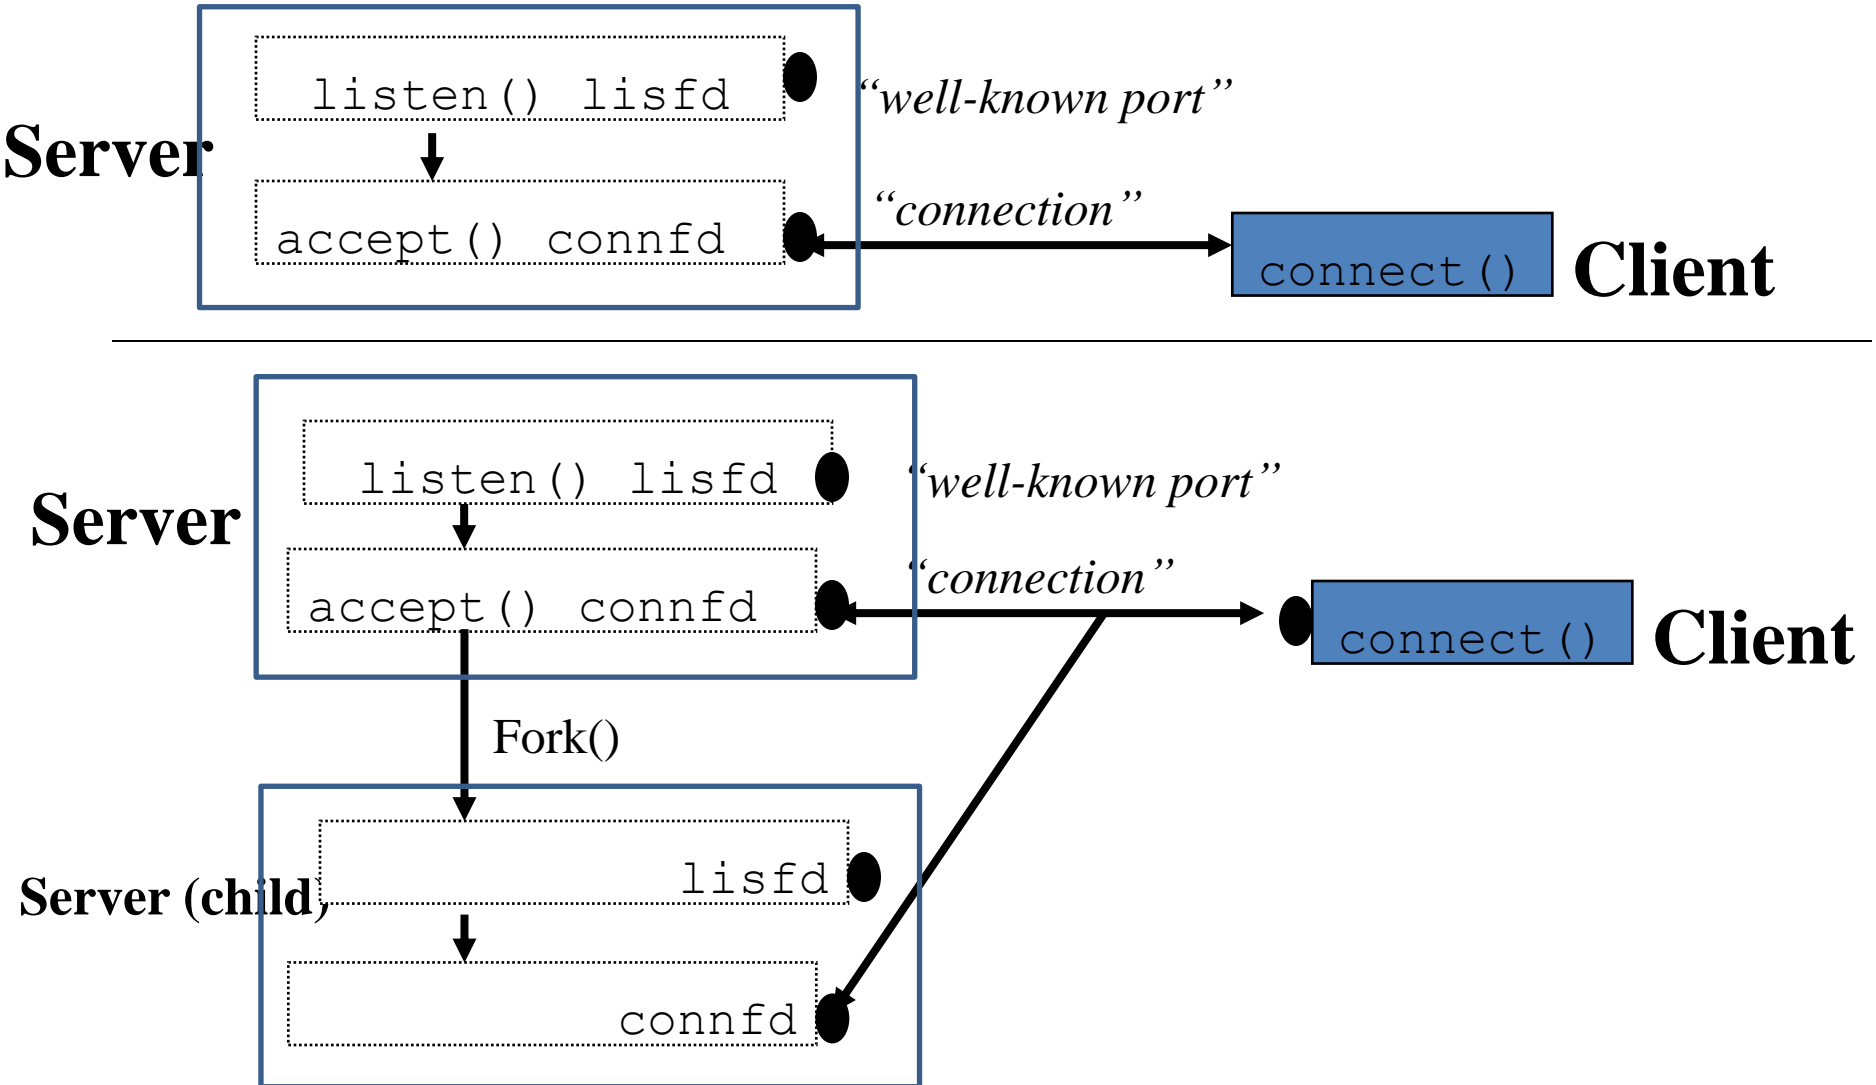 listen() lisfd
“well-known port”
Server
accept() connfd
“connection”
connect()
Client
listen() lisfd
“well-known port”
Server
accept() connfd
“connection”
connect()
Client
Fork()
lisfd
Server (child)
connfd